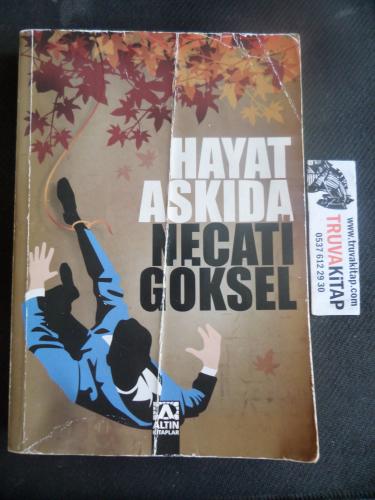 HAYAT
ASKIDA
NECATİ
GÖKSEL
ALTIN
KİTAPLAR
www.truvakitap.com
TRUVAKİTAP
0537 612 29 30